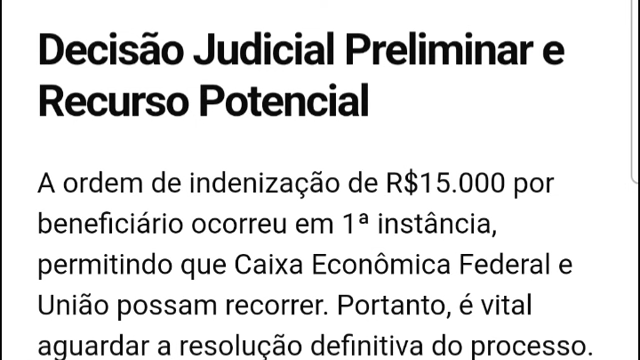 Decisão Judicial Preliminar e
Recurso Potencial
A ordem de indenização de R$15.000 por
beneficiário ocorreu em 1ª instância,
permitindo que Caixa Econômica Federal e
União possam recorrer. Portanto, é vital
aguardar a resolução definitiva do processo.